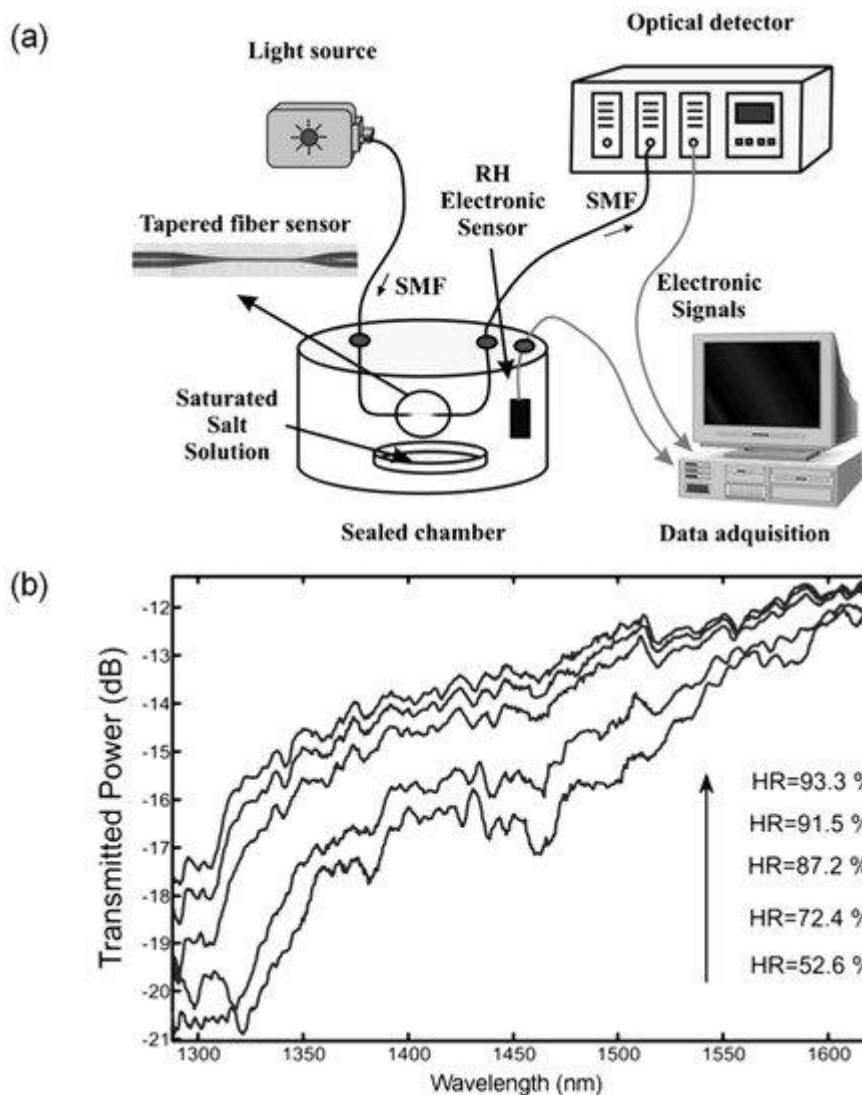 (a)
Light source
Optical detector
RH
Electronic
Sensor
SMF
Tapered fiber sensor
SMF
Electronic
Signals
Saturated
Salt
Solution
Sealed chamber
Data adquisition
(b)
Transmitted Power (dB)
-12
-13
-14
-15
-16
-17
-18
-19
-20
-21
HR=93.3 %
HR=91.5 %
HR=87.2 %
HR=72.4 %
HR=52.6 %
1300 1350 1400 1450 1500 1550 1600
Wavelength (nm)